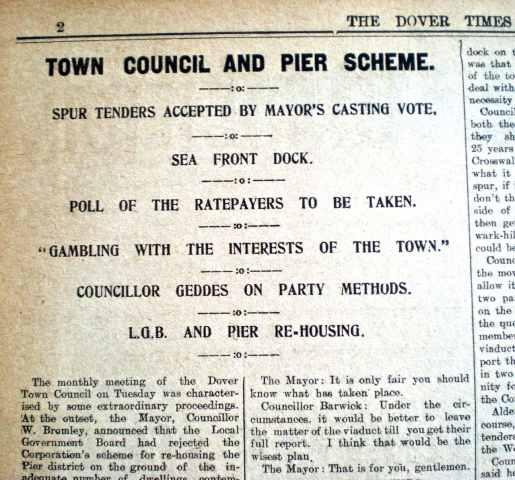 2
THE DOVER TIMES
TOWN COUNCIL AND PIER SCHEME.
———:o:———
SPUR TENDERS ACCEPTED BY MAYOR'S CASTING VOTE,
———:o:———
SEA FRONT DOCK.
———:o:———
POLL OF THE RATEPAYERS TO BE TAKEN.
———:o:———
"GAMBLING WITH THE INTERESTS OF THE TOWN."
———:o:———
COUNCILLOR GEDDES ON PARTY METHODS.
———:o:———
L.G.B. AND PIER RE-HOUSING.
———:o:———
The monthly meeting of the Dover
Town Council on Tuesday was character-
ised by some extraordinary proceedings.
At the outset, the Mayor, Councillor
W. Bromley, announced that the Local
Government Board had rejected the
Corporation's scheme for re-housing the
Pier district on the ground of the in-
adequate number of dwellings contem-
The Mayor: It is only fair you should
know what has taken place.
Councillor Barwick: Under the cir-
cumstances, it would be better to leave
the matter of the viaduct till you get their
full report. I think that would be the
wisest plan.
The Mayor: That is for you, gentlemen.
dock on t
was that
of the to
deal with
necessity
Council
both the
they sh
25 years
Crosswal
what it
spur, if
don't th
side of
then ge
wark-hil
could be
Counc
the mov
allow it
two pa
on the
the que
member
viaduct
port th
in two
nity fo
the Co
Alde
course,
tenders
the We
Coun
said h